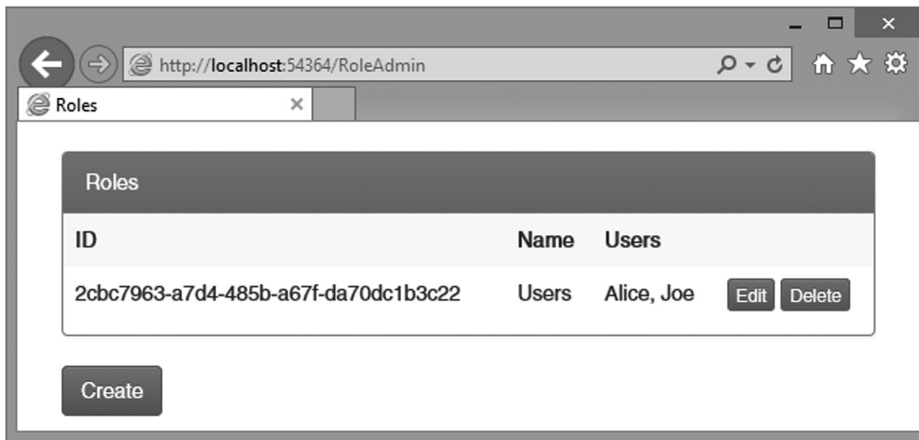 http://localhost:54364/RoleAdmin
Roles
Roles
ID Name Users
2cbc7963-a7d4-485b-a67f-da70dc1b3c22 Users Alice, Joe Edit Delete
Create